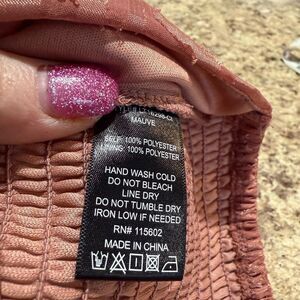 MAUVE
SELF: 100% POLYESTER
LINING: 100% POLYESTER
HAND WASH COLD
DO NOT BLEACH
LINE DRY
DO NOT TUMBLE DRY
IRON LOW IF NEEDED
RN# 115602
MADE IN CHINA